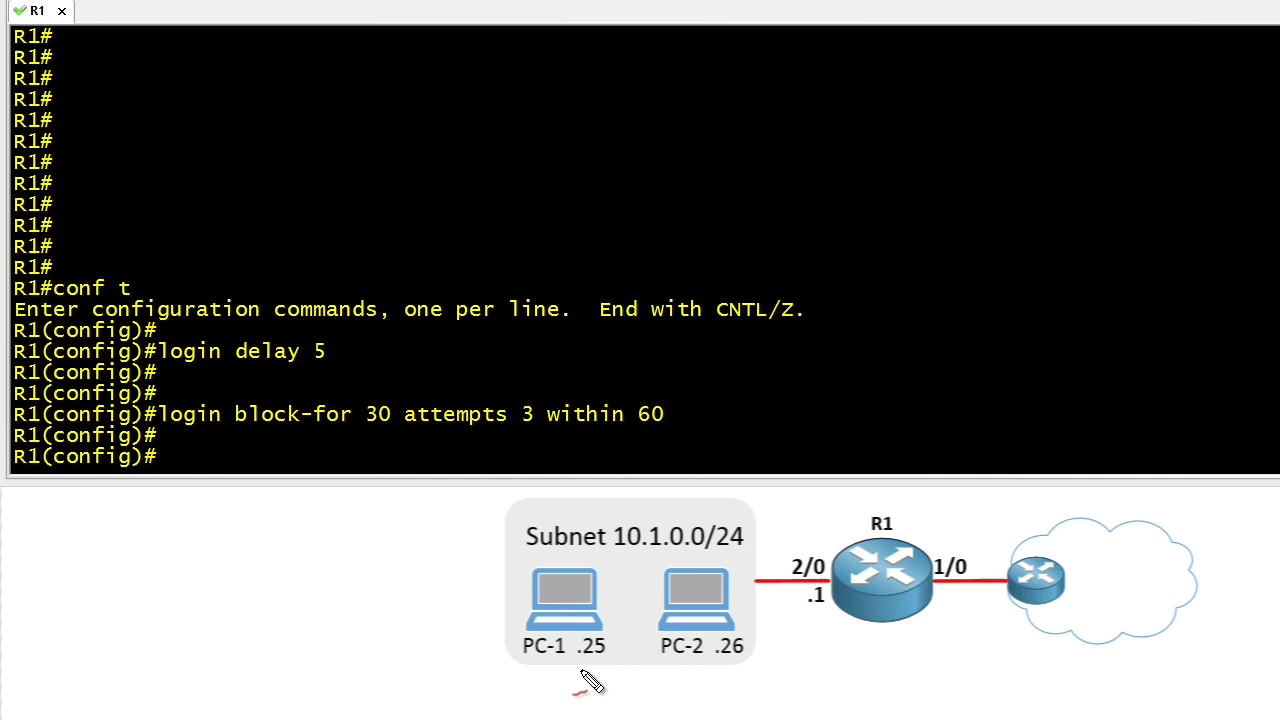 R1
R1#
R1#
R1#
R1#
R1#
R1#
R1#
R1#
R1#
R1#
R1#
R1#
R1#conf t
Enter configuration commands, one per line.  End with CNTL/Z.
R1(config)#
R1(config)#login delay 5
R1(config)#
R1(config)#
R1(config)#login block-for 30 attempts 3 within 60
R1(config)#
R1(config)#
Subnet 10.1.0.0/24
R1
2/0
1/0
.1
PC-1 .25
PC-2 .26